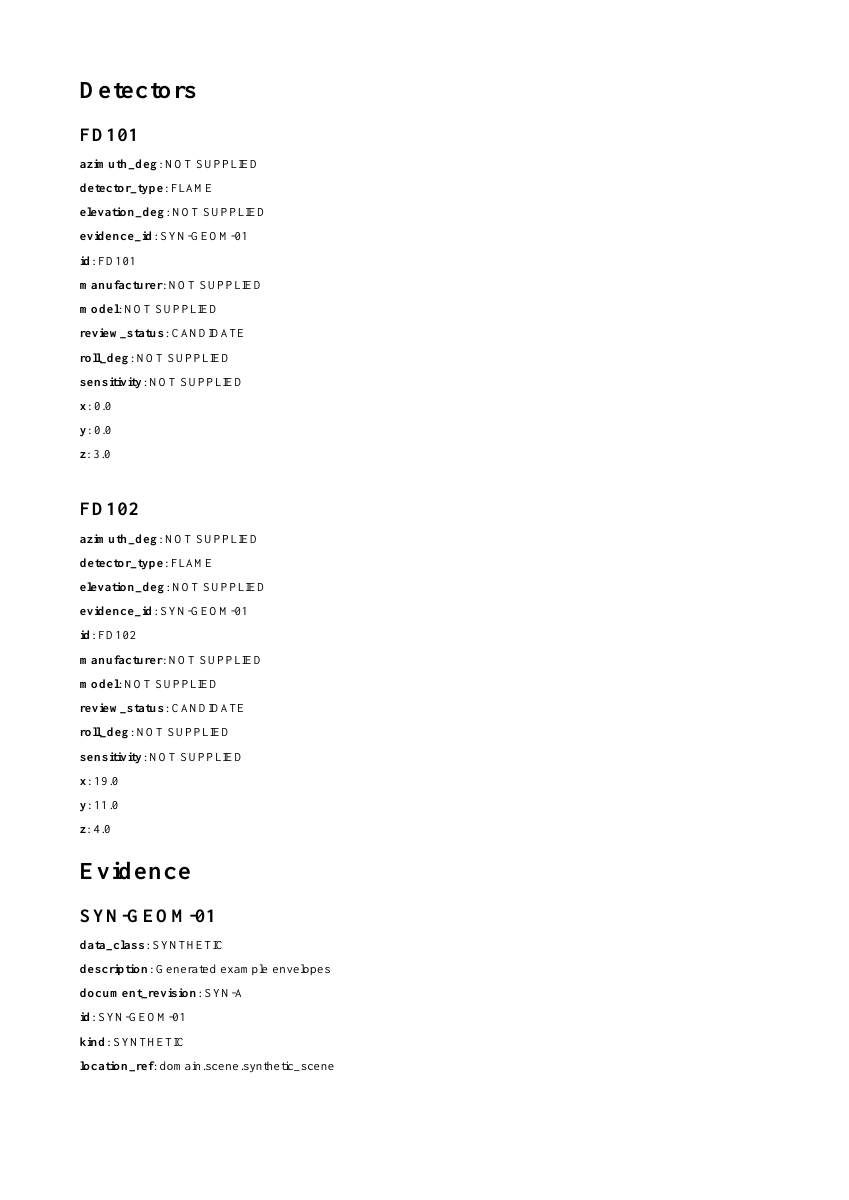 Detectors
FD101
azimuth_deg: NOT SUPPLIED
detector_type: FLAME
elevation_deg: NOT SUPPLIED
evidence_id: SYN-GEOM-01
id: FD101
manufacturer: NOT SUPPLIED
model: NOT SUPPLIED
review_status: CANDIDATE
roll_deg: NOT SUPPLIED
sensitivity: NOT SUPPLIED
x: 0.0
y: 0.0
z: 3.0
FD102
azimuth_deg: NOT SUPPLIED
detector_type: FLAME
elevation_deg: NOT SUPPLIED
evidence_id: SYN-GEOM-01
id: FD102
manufacturer: NOT SUPPLIED
model: NOT SUPPLIED
review_status: CANDIDATE
roll_deg: NOT SUPPLIED
sensitivity: NOT SUPPLIED
x: 19.0
y: 11.0
z: 4.0
Evidence
SYN-GEOM-01
data_class: SYNTHETIC
description: Generated example envelopes
document_revision: SYN-A
id: SYN-GEOM-01
kind: SYNTHETIC
location_ref: domain.scene.synthetic_scene